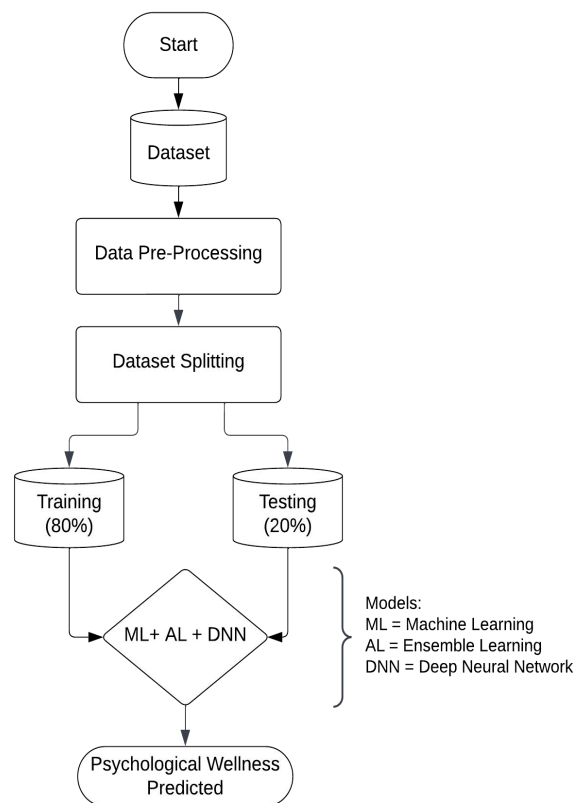 Start
Dataset
Data Pre-Processing
Dataset Splitting
Training
(80%)
Testing
(20%)
ML+ AL + DNN
Models:
ML = Machine Learning
AL = Ensemble Learning
DNN = Deep Neural Network
Psychological Wellness
Predicted